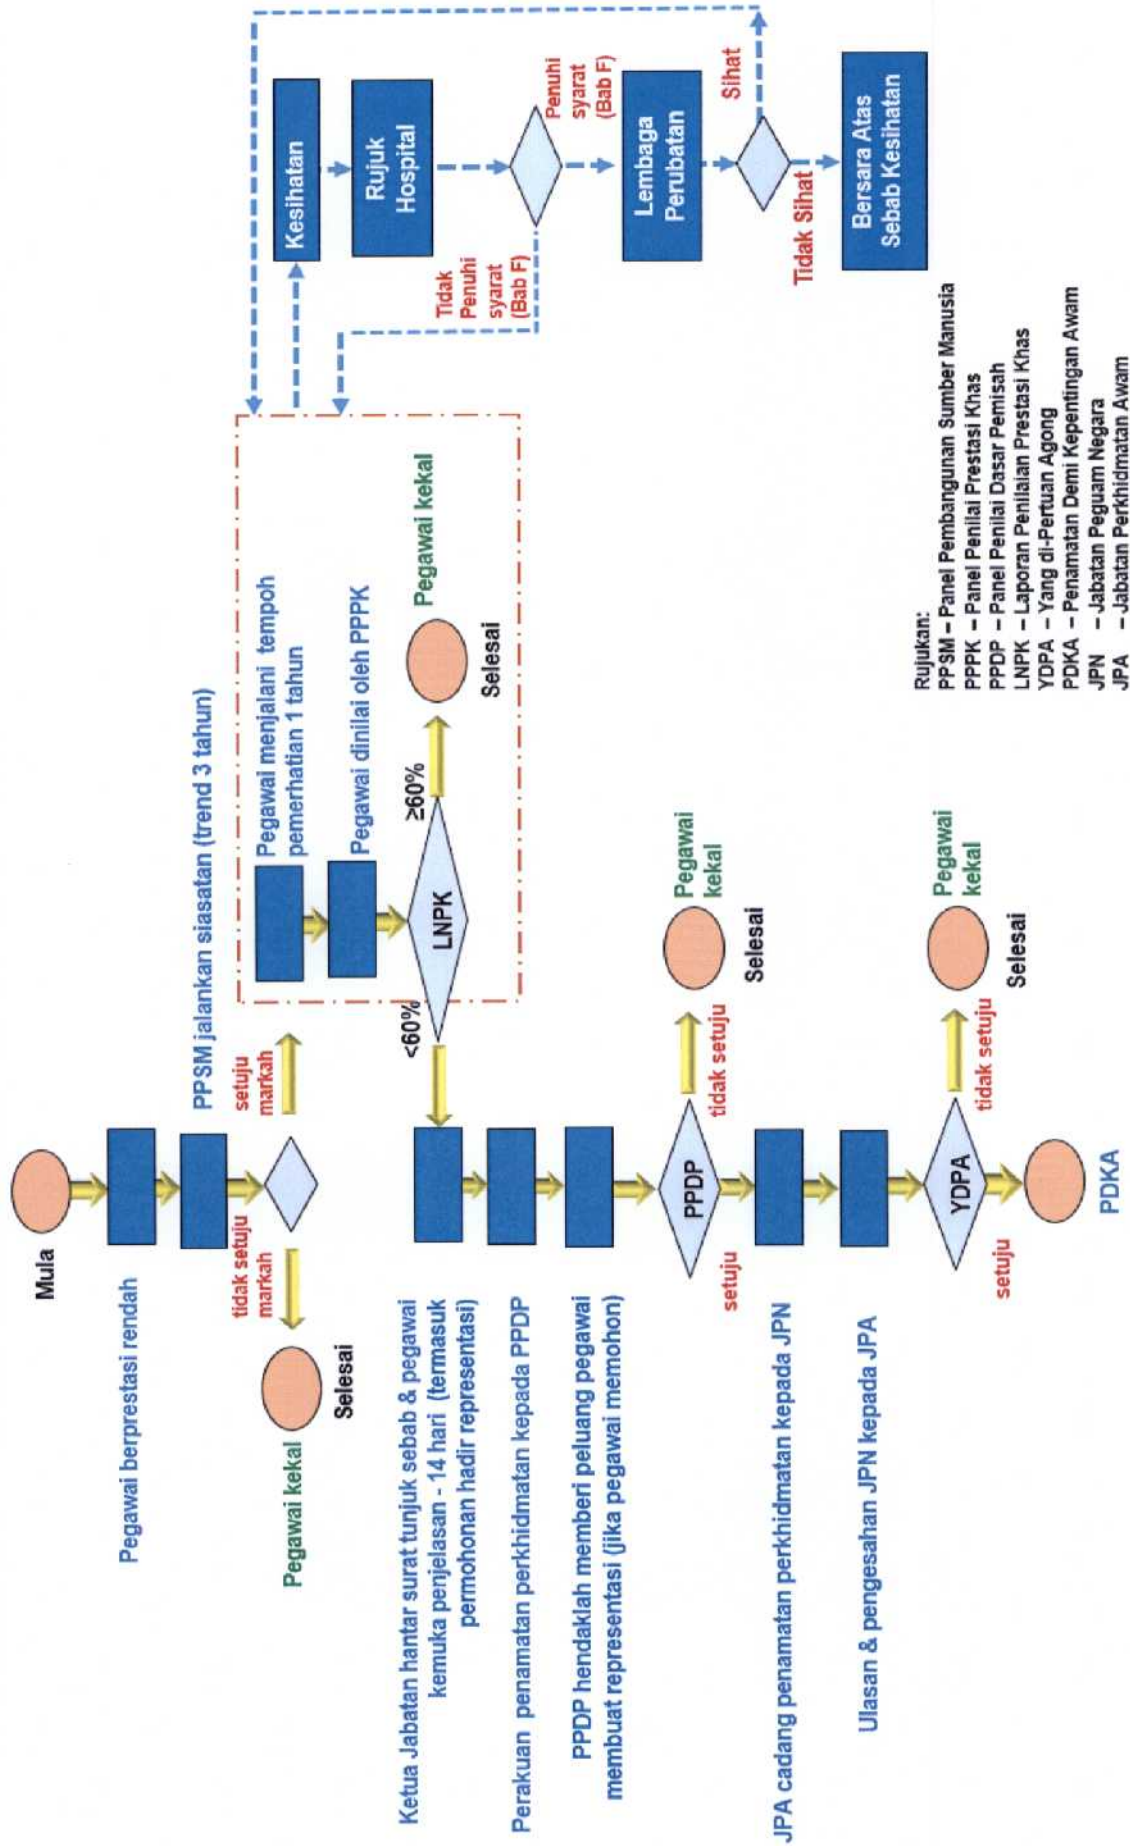 Mula
Pegawai berprestasi rendah
PPSM jalankan siasatan (trend 3 tahun)
tidak setuju
markah
setuju
markah
Pegawai kekal
Selesai
Pegawai menjalani tempoh
pemerhatian 1 tahun
Pegawai dinilai oleh PPPK
LNPK
<60%
≥60%
Pegawai kekal
Selesai
Kesihatan
Rujuk
Hospital
Tidak
Penuhi
syarat
(Bab F)
Penuhi
syarat
(Bab F)
Lembaga
Perubatan
Sihat
Tidak Sihat
Bersara Atas
Sebab Kesihatan
Ketua Jabatan hantar surat tunjuk sebab & pegawai
kemuka penjelasan - 14 hari (termasuk
permohonan hadir representasi)
Perakuan penamatan perkhidmatan kepada PPDP
PPDP hendaklah memberi peluang pegawai
membuat representasi (jika pegawai memohon)
PPDP
setuju
tidak setuju
Pegawai
kekal
Selesai
JPA cadang penamatan perkhidmatan kepada JPN
Ulasan & pengesahan JPN kepada JPA
YDPA
setuju
tidak setuju
Pegawai
kekal
Selesai
PDKA
Rujukan:
PPSM – Panel Pembangunan Sumber Manusia
PPPK – Panel Penilai Prestasi Khas
PPDP – Panel Penilai Dasar Pemisah
LNPK – Laporan Penilaian Prestasi Khas
YDPA – Yang di-Pertuan Agong
PDKA – Penamatan Demi Kepentingan Awam
JPN – Jabatan Peguam Negara
JPA – Jabatan Perkhidmatan Awam